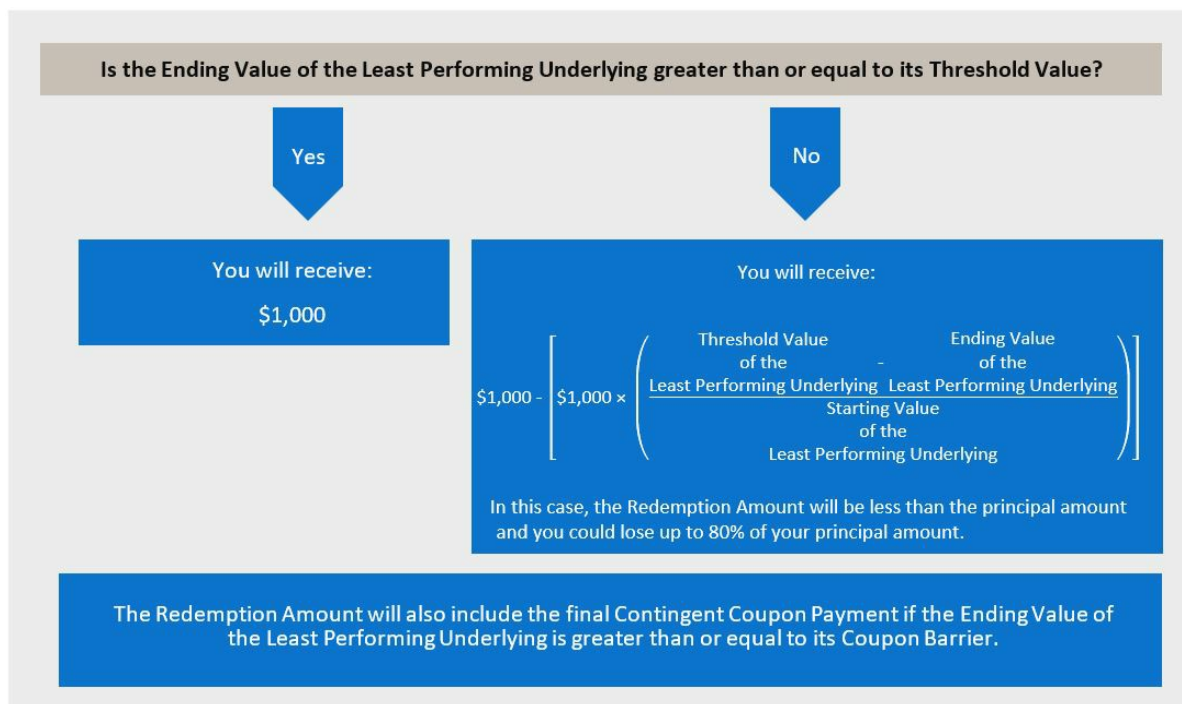 Is the Ending Value of the Least Performing Underlying greater than or equal to its Threshold Value?
Yes
No
You will receive:
$1,000
You will receive:
$1,000 - [$1,000 × (
Threshold Value
of the
Least Performing Underlying
-
Ending Value
of the
Least Performing Underlying
Starting Value
of the
Least Performing Underlying
)]
In this case, the Redemption Amount will be less than the principal amount
and you could lose up to 80% of your principal amount.
The Redemption Amount will also include the final Contingent Coupon Payment if the Ending Value of
the Least Performing Underlying is greater than or equal to its Coupon Barrier.